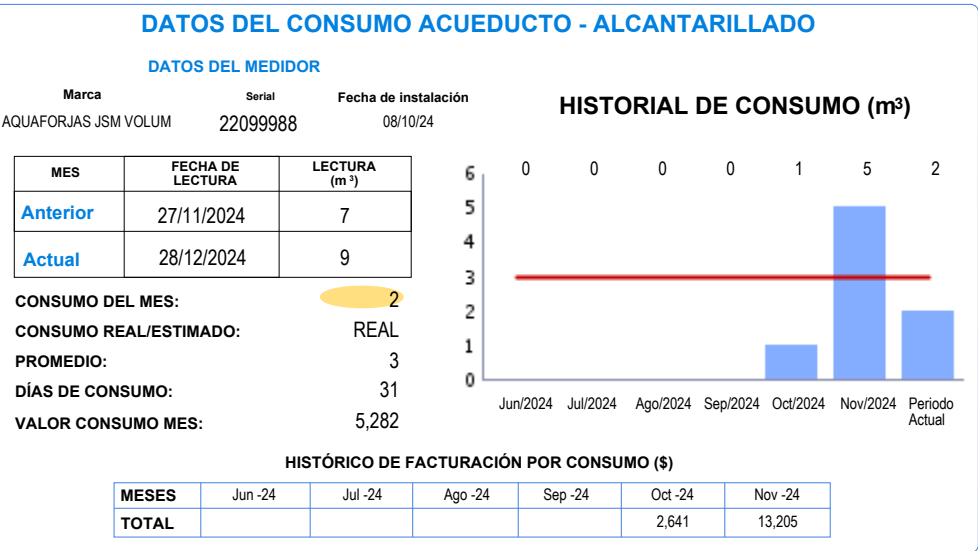 DATOS DEL CONSUMO ACUEDUCTO - ALCANTARILLADO
DATOS DEL MEDIDOR
Marca Serial Fecha de instalación
AQUAFORJAS JSM VOLUM 22099988 08/10/24
MES FECHA DE LECTURA LECTURA (m³)
Anterior 27/11/2024 7
Actual 28/12/2024 9
CONSUMO DEL MES: 2
CONSUMO REAL/ESTIMADO: REAL
PROMEDIO: 3
DÍAS DE CONSUMO: 31
VALOR CONSUMO MES: 5,282
HISTORIAL DE CONSUMO (m³)
0 0 0 0 1 5 2
6
5
4
3
2
1
0
Jun/2024 Jul/2024 Ago/2024 Sep/2024 Oct/2024 Nov/2024 Periodo Actual
HISTÓRICO DE FACTURACIÓN POR CONSUMO ($)
MESES Jun -24 Jul -24 Ago -24 Sep -24 Oct -24 Nov -24
TOTAL 2,641 13,205